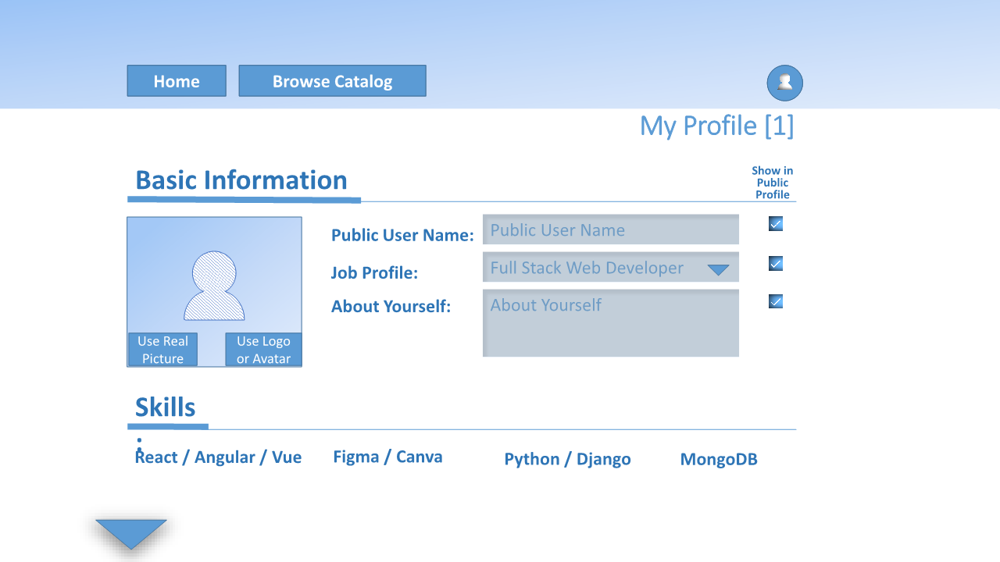 Home
Browse Catalog
My Profile [1]
Basic Information
Show in
Public
Profile
Public User Name:
Public User Name
Job Profile:
Full Stack Web Developer
About Yourself:
About Yourself
Use Real
Picture
Use Logo
or Avatar
Skills
:
React / Angular / Vue
Figma / Canva
Python / Django
MongoDB